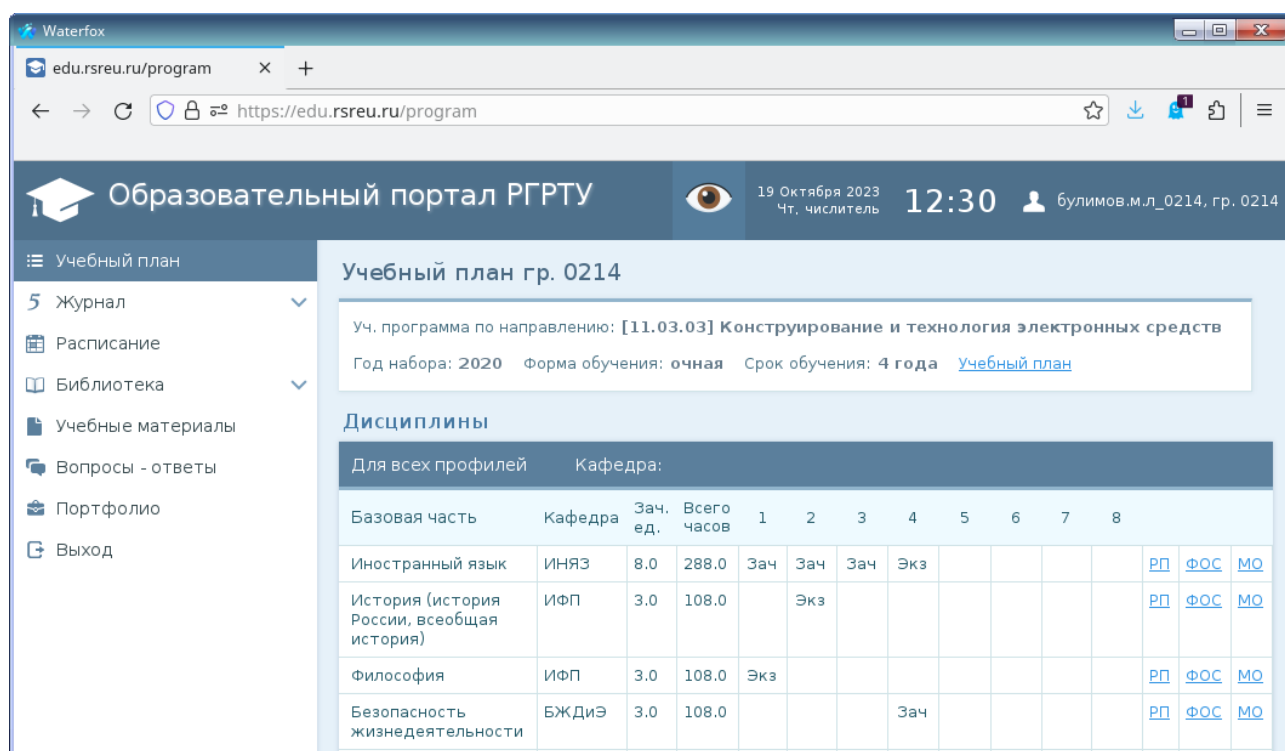 Waterfox
edu.rsreu.ru/program
https://edu.rsreu.ru/program
1
Образовательный портал РГРТУ
19 Октября 2023
Чт, числитель
12:30
булимов.м.л_0214, гр. 0214
Учебный план
5 Журнал
Расписание
Библиотека
Учебные материалы
Вопросы - ответы
Портфолио
Выход
Учебный план гр. 0214
Уч. программа по направлению: [11.03.03] Конструирование и технология электронных средств
Год набора: 2020 Форма обучения: очная Срок обучения: 4 года Учебный план
Дисциплины
Для всех профилей Кафедра:
Базовая часть Кафедра Зач. ед. Всего часов 1 2 3 4 5 6 7 8
Иностранный язык ИНЯЗ 8.0 288.0 Зач Зач Зач Экз РП ФОС МО
История (история ИФП 3.0 108.0 Экз РП ФОС МО
России, всеобщая
история)
Философия ИФП 3.0 108.0 Экз РП ФОС МО
Безопасность БЖДиЭ 3.0 108.0 Зач РП ФОС МО
жизнедеятельности